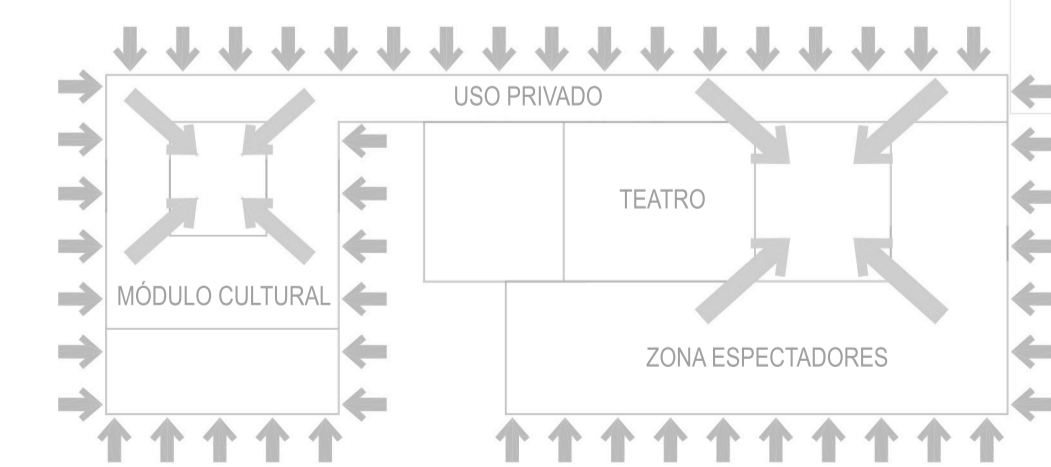 USO PRIVADO
TEATRO
MÓDULO CULTURAL
ZONA ESPECTADORES